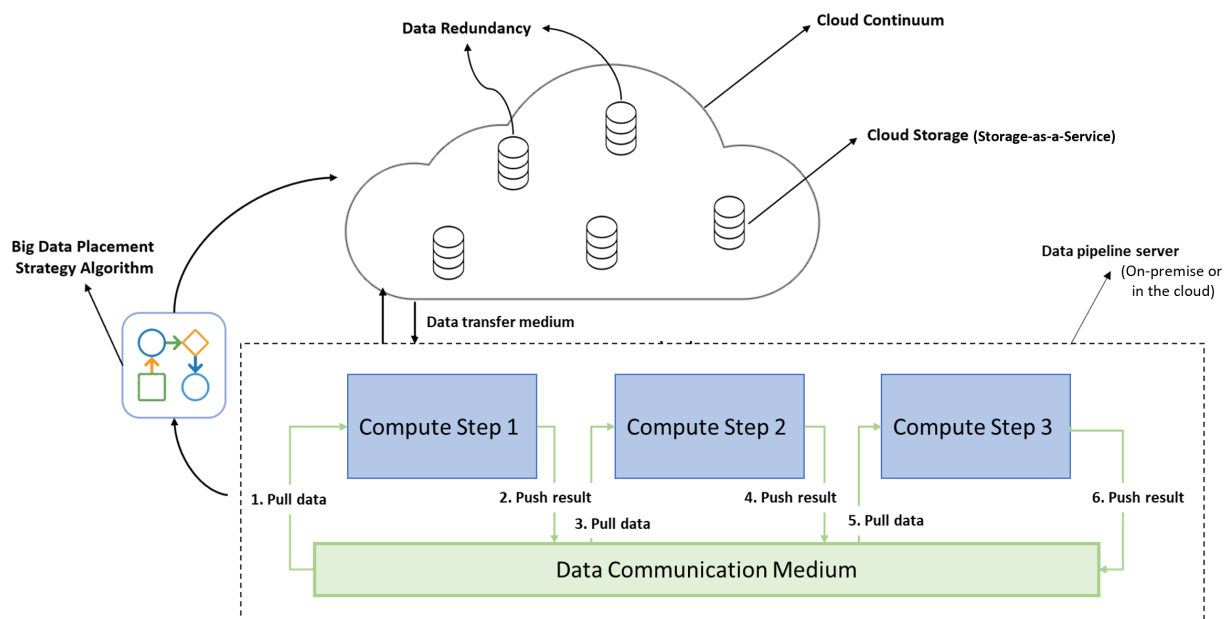 Data Redundancy
Cloud Continuum
Cloud Storage (Storage-as-a-Service)
Big Data Placement
Strategy Algorithm
Data pipeline server
(On-premise or
in the cloud)
Data transfer medium
Compute Step 1
Compute Step 2
Compute Step 3
1. Pull data
2. Push result
3. Pull data
4. Push result
5. Pull data
6. Push result
Data Communication Medium